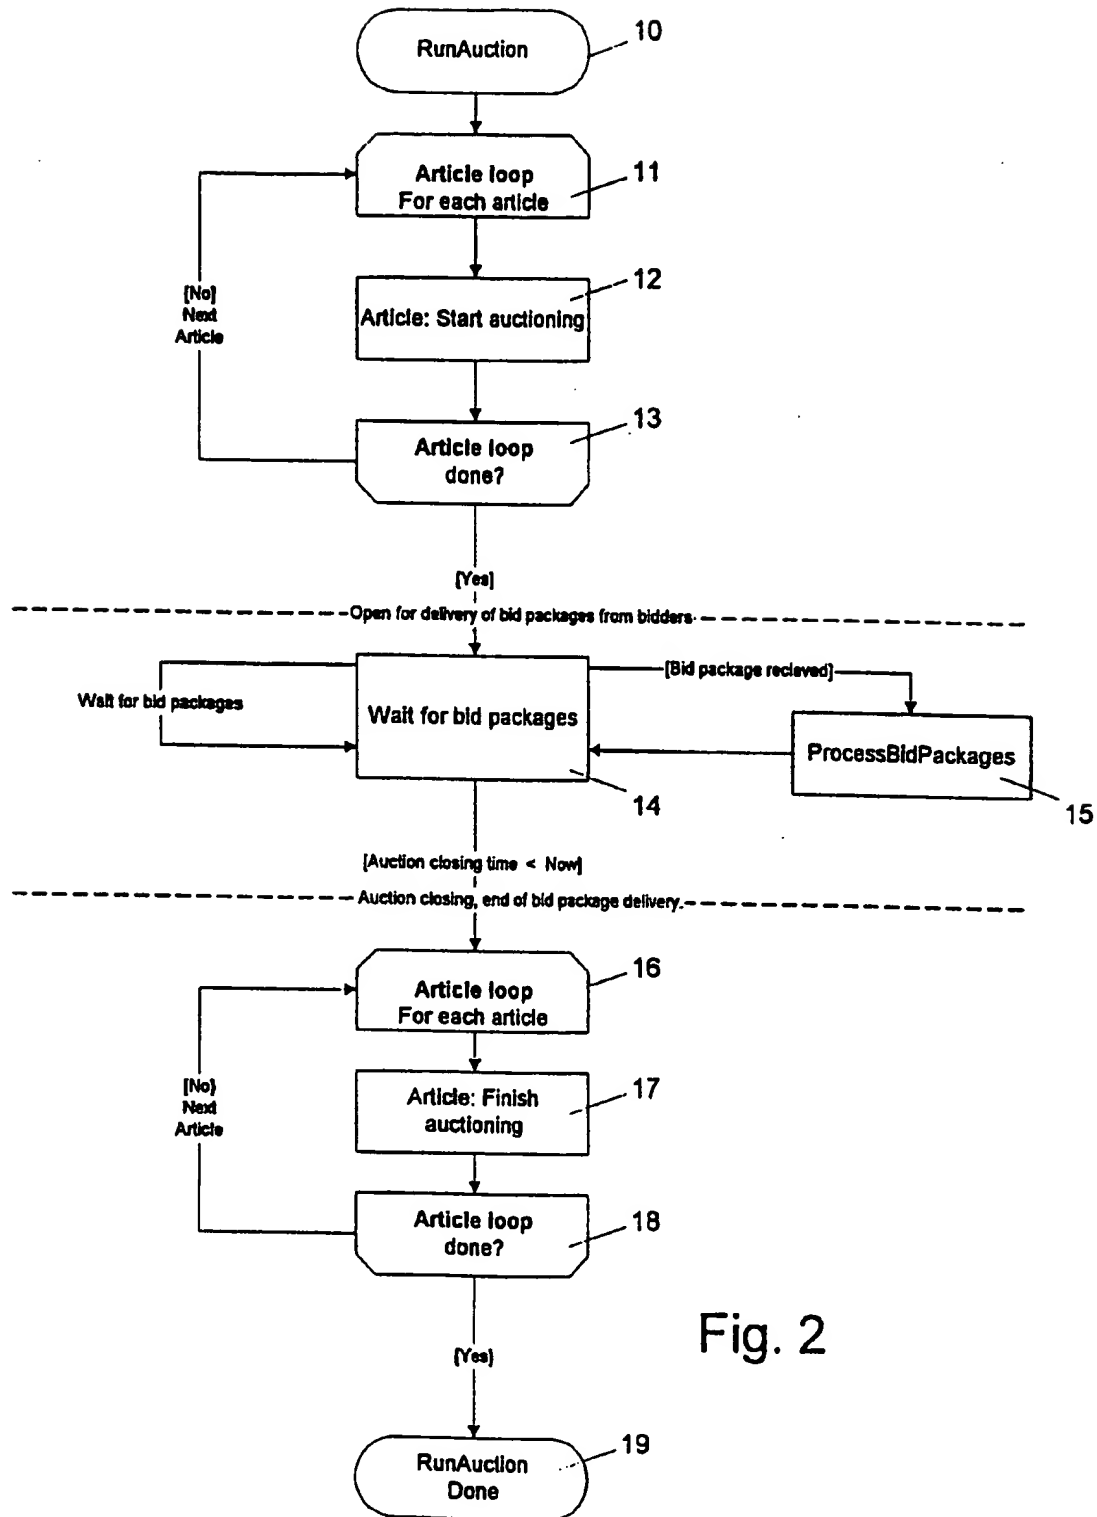 RunAuction
10
Article loop
For each article
11
Article: Start auctioning
12
[No]
Next
Article
Article loop
done?
13
[Yes]
Open for delivery of bid packages from bidders
Wait for bid packages
Wait for bid packages
14
[Bid package recieved]
ProcessBidPackages
15
[Auction closing time < Now]
Auction closing, end of bid package delivery.
Article loop
For each article
16
Article: Finish
auctioning
17
[No]
Next
Article
Article loop
done?
18
[Yes]
Fig. 2
RunAuction
Done
19